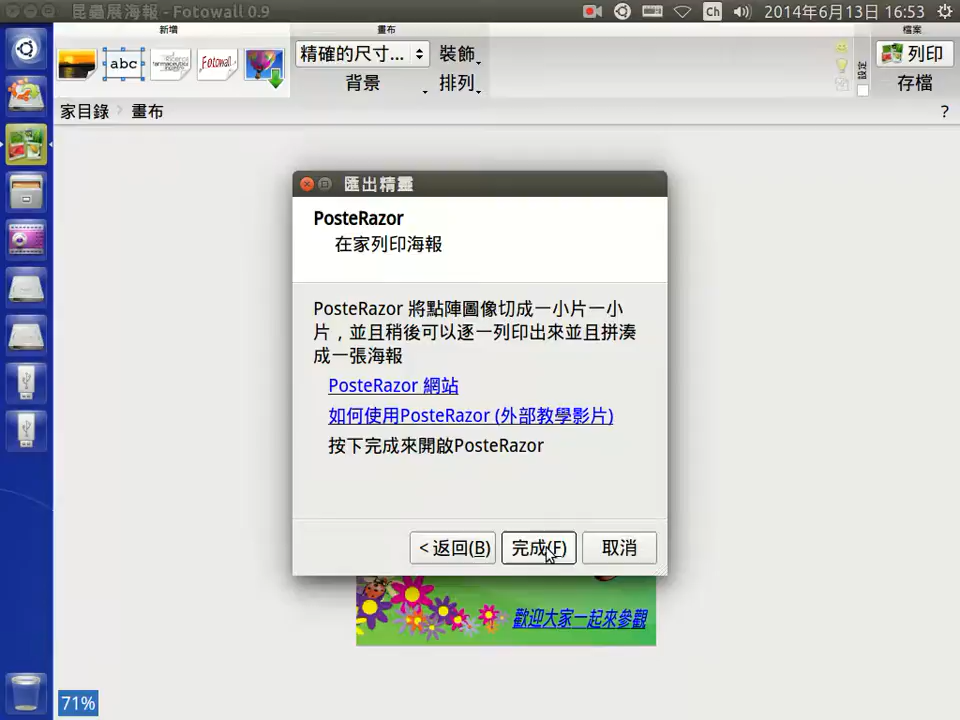 昆蟲展海報 - Fotowall 0.9
Ch
2014年6月13日 16:53
新增
畫布
檔案
abc
Fotowall
精確的尺寸...
裝飾
背景
排列
設定
列印
存檔
家目錄
畫布
?
匯出精靈
PosteRazor
在家列印海報
PosteRazor 將點陣圖像切成一小片一小
片，並且稍後可以逐一列印出來並且拼湊
成一張海報
PosteRazor 網站
如何使用PosteRazor (外部教學影片)
按下完成來開啟PosteRazor
<返回(B)
完成(F)
取消
歡迎大家一起來參觀
71%